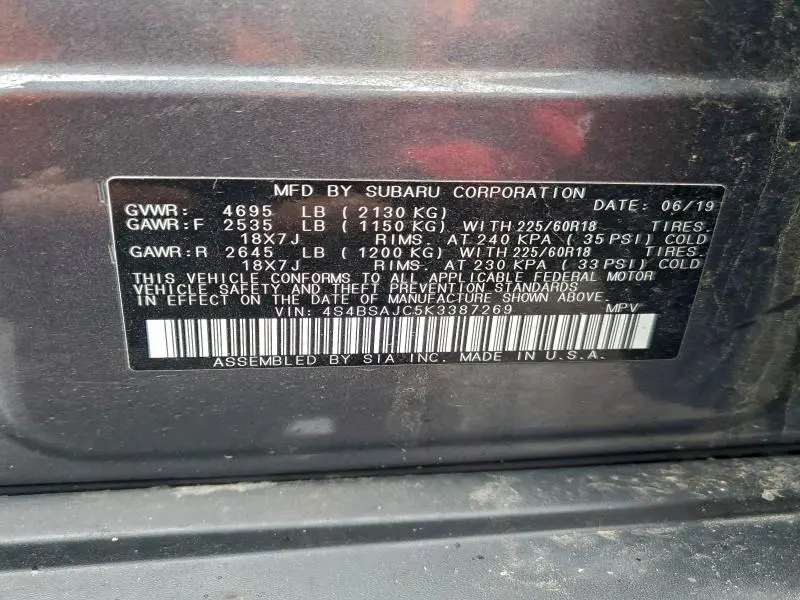 MFD BY SUBARU CORPORATION DATE: 06/19
GVWR: 4695 LB ( 2130 KG)
GAWR:F 2535 LB ( 1150 KG) WITH 225/60R18 TIRES.
18X7J RIMS. AT 240 KPA ( 35 PSI) COLD
GAWR:R 2645 LB ( 1200 KG) WITH 225/60R18 TIRES.
18X7J RIMS. AT 230 KPA ( 33 PSI) COLD
THIS VEHICLE CONFORMS TO ALL APPLICABLE FEDERAL MOTOR
VEHICLE SAFETY AND THEFT PREVENTION STANDARDS
IN EFFECT ON THE DATE OF MANUFACTURE SHOWN ABOVE.
VIN: 4S4BSAJC5K3387269 MPV
ASSEMBLED BY SIA INC. MADE IN U.S.A.